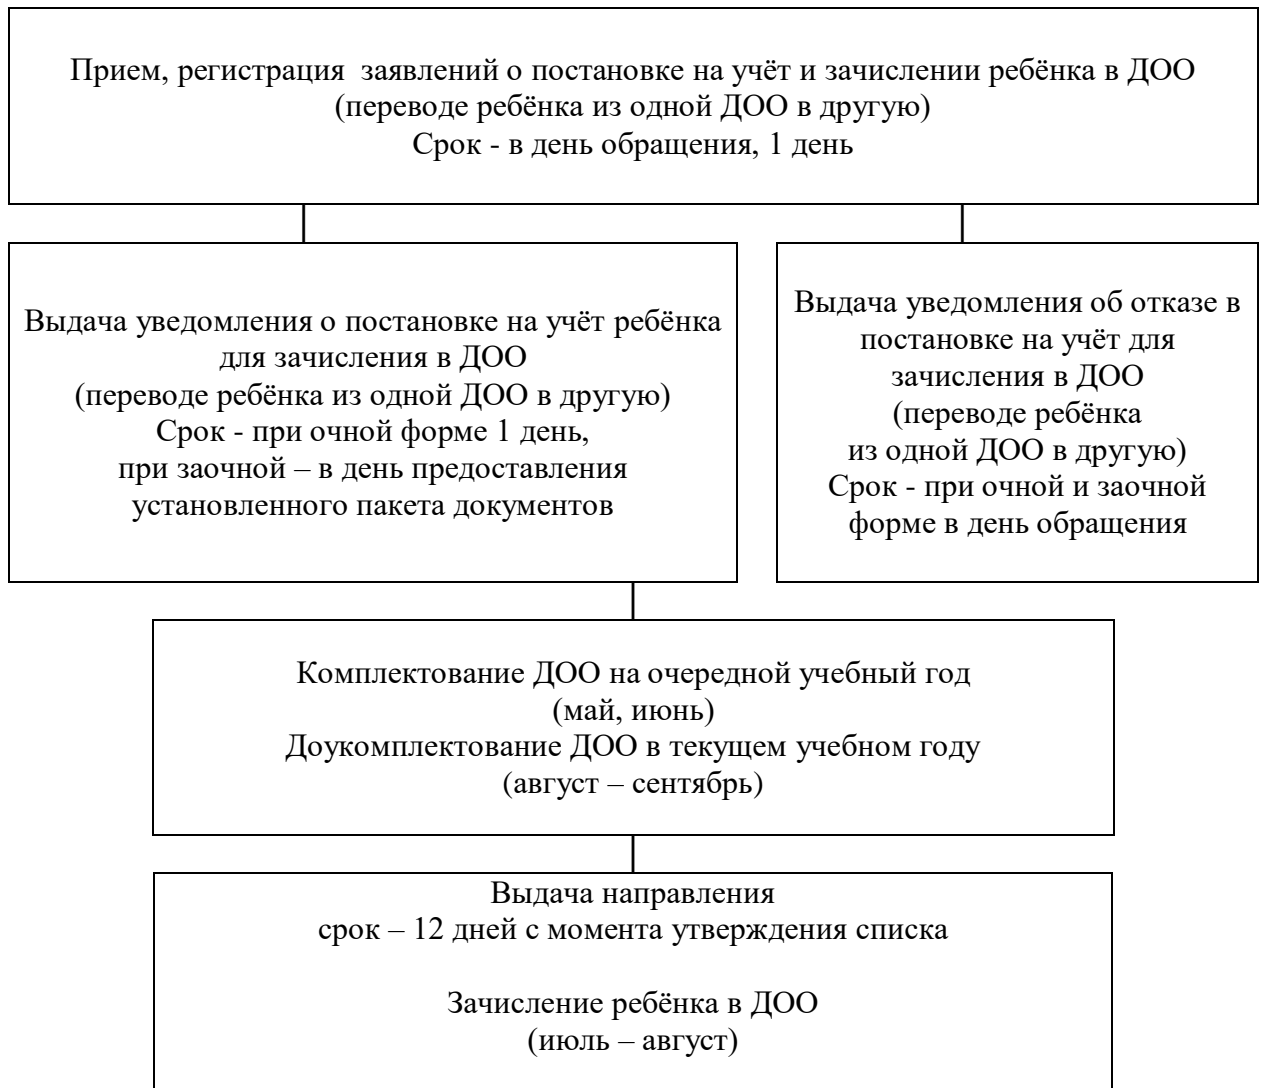 Прием, регистрация  заявлений о постановке на учёт и зачислении ребёнка в ДОО
(переводе ребёнка из одной ДОО в другую)
Срок - в день обращения, 1 день
Выдача уведомления о постановке на учёт ребёнка
для зачисления в ДОО
(переводе ребёнка из одной ДОО в другую)
Срок - при очной форме 1 день,
при заочной – в день предоставления
установленного пакета документов
Выдача уведомления об отказе в
постановке на учёт для
зачисления в ДОО
(переводе ребёнка
из одной ДОО в другую)
Срок - при очной и заочной
форме в день обращения
Комплектование ДОО на очередной учебный год
(май, июнь)
Доукомплектование ДОО в текущем учебном году
(август – сентябрь)
Выдача направления
срок – 12 дней с момента утверждения списка
Зачисление ребёнка в ДОО
(июль – август)